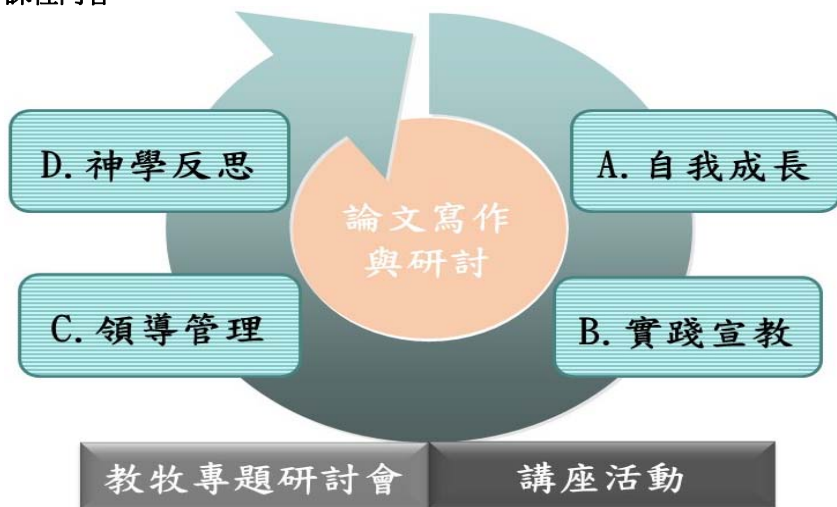 D. 神學反思
A. 自我成長
論文寫作
與研討
C. 領導管理
B. 實踐宣教
教牧專題研討會
講座活動